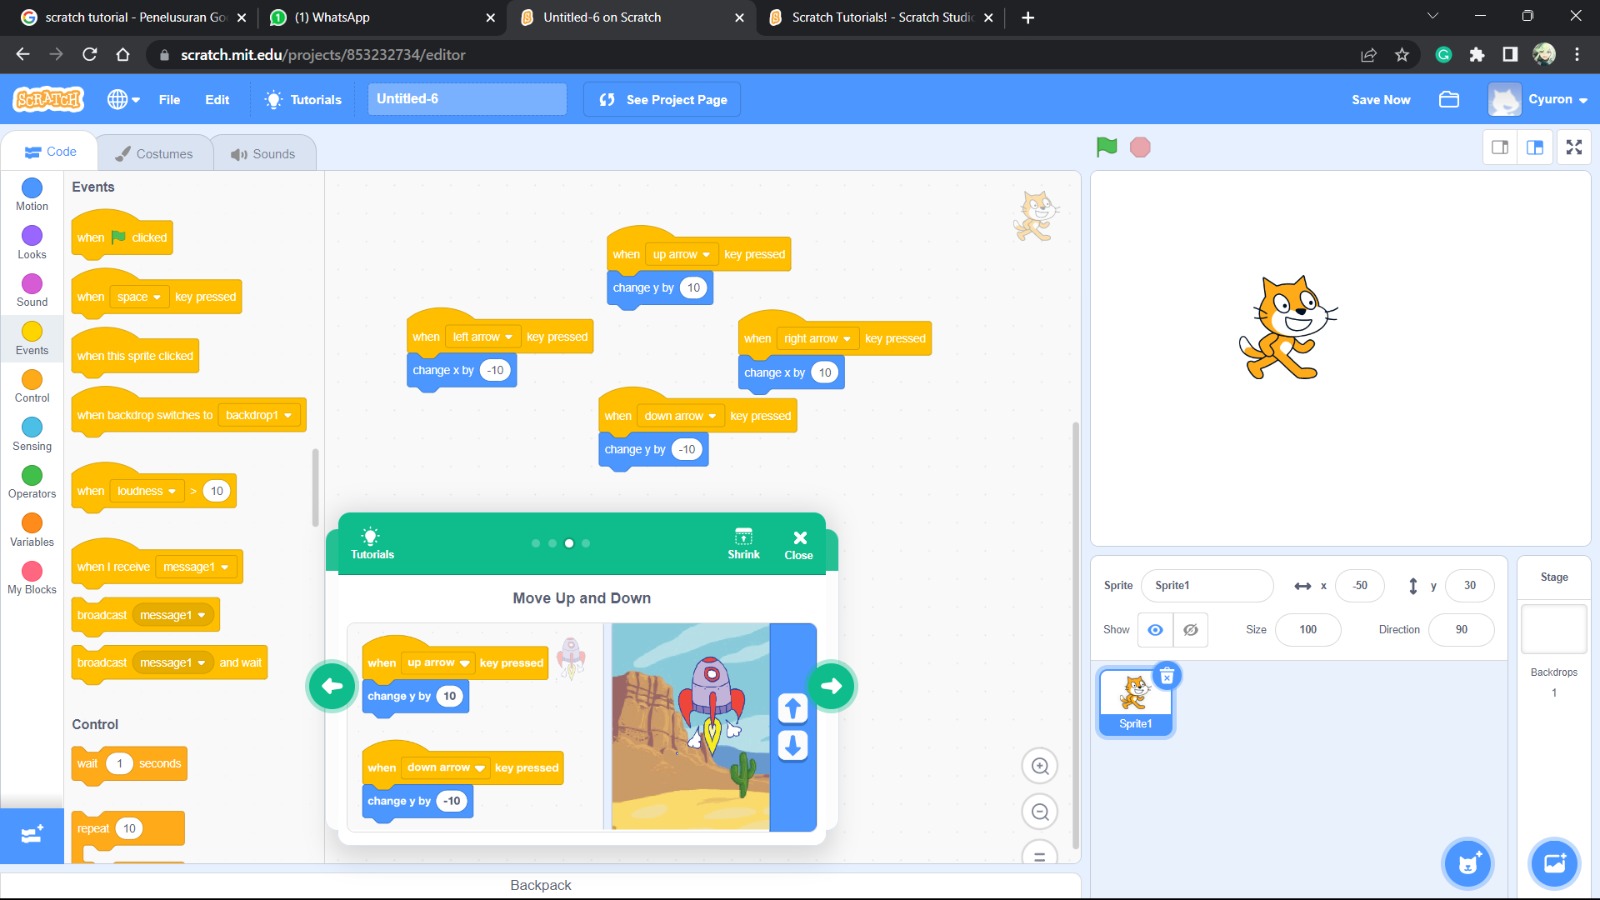 scratch tutorial - Penelusuran Go
(1) WhatsApp
Untitled-6 on Scratch
Scratch Tutorials! - Scratch Studi
scratch.mit.edu/projects/853232734/editor
SCRATCH
File
Edit
Tutorials
Untitled-6
See Project Page
Save Now
Cyuron
Code
Costumes
Sounds
Motion
Looks
Sound
Events
Control
Sensing
Operators
Variables
My Blocks
Events
when clicked
when space key pressed
when this sprite clicked
when backdrop switches to backdrop1
when loudness > 10
when I receive message1
broadcast message1
broadcast message1 and wait
Control
wait 1 seconds
repeat 10
when up arrow key pressed
change y by 10
when left arrow key pressed
change x by -10
when right arrow key pressed
change x by 10
when down arrow key pressed
change y by -10
Tutorials
Shrink
Close
Move Up and Down
when up arrow key pressed
change y by 10
when down arrow key pressed
change y by -10
Backpack
Sprite Sprite1 x -50 y 30
Show Size 100 Direction 90
Sprite1
Stage
Backdrops
1